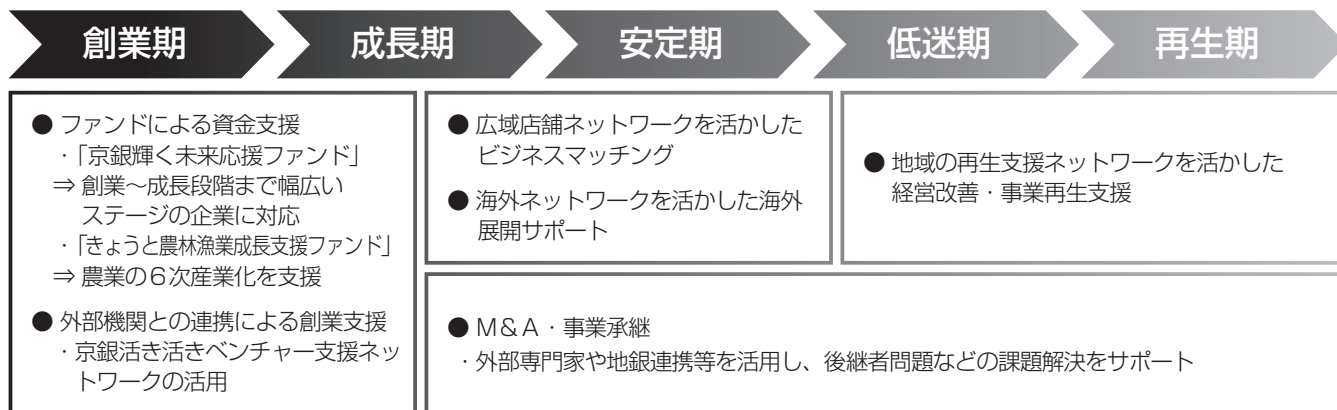 創業期
成長期
安定期
低迷期
再生期
● ファンドによる資金支援
・「京銀輝く未来応援ファンド」
⇒ 創業～成長段階まで幅広い
ステージの企業に対応
・「きょうと農林漁業成長支援ファンド」
⇒ 農業の６次産業化を支援
● 外部機関との連携による創業支援
・京銀活き活きベンチャー支援ネッ
トワークの活用
● 広域店舗ネットワークを活かした
ビジネスマッチング
● 海外ネットワークを活かした海外
展開サポート
● 地域の再生支援ネットワークを活かした
経営改善・事業再生支援
● Ｍ＆Ａ・事業承継
・外部専門家や地銀連携等を活用し、後継者問題などの課題解決をサポート